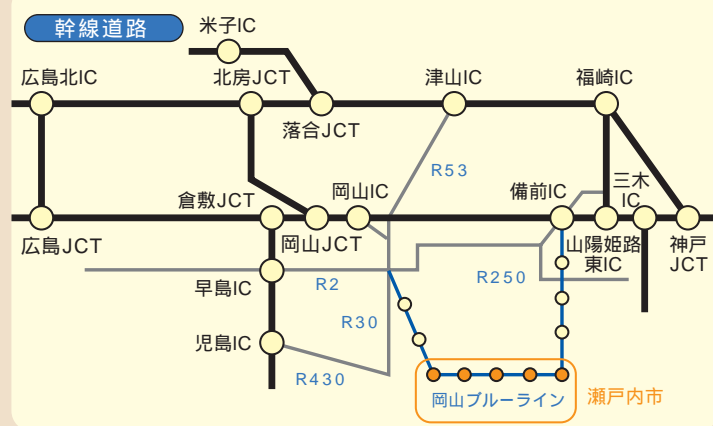 幹線道路
米子IC
広島北IC
北房JCT
津山IC
福崎IC
落合JCT
R53
倉敷JCT
岡山IC
備前IC
三木
IC
広島JCT
岡山JCT
山陽姫路
東IC
神戸
JCT
早島IC
R2
R250
R30
児島IC
R430
岡山ブルーライン
瀬戸内市